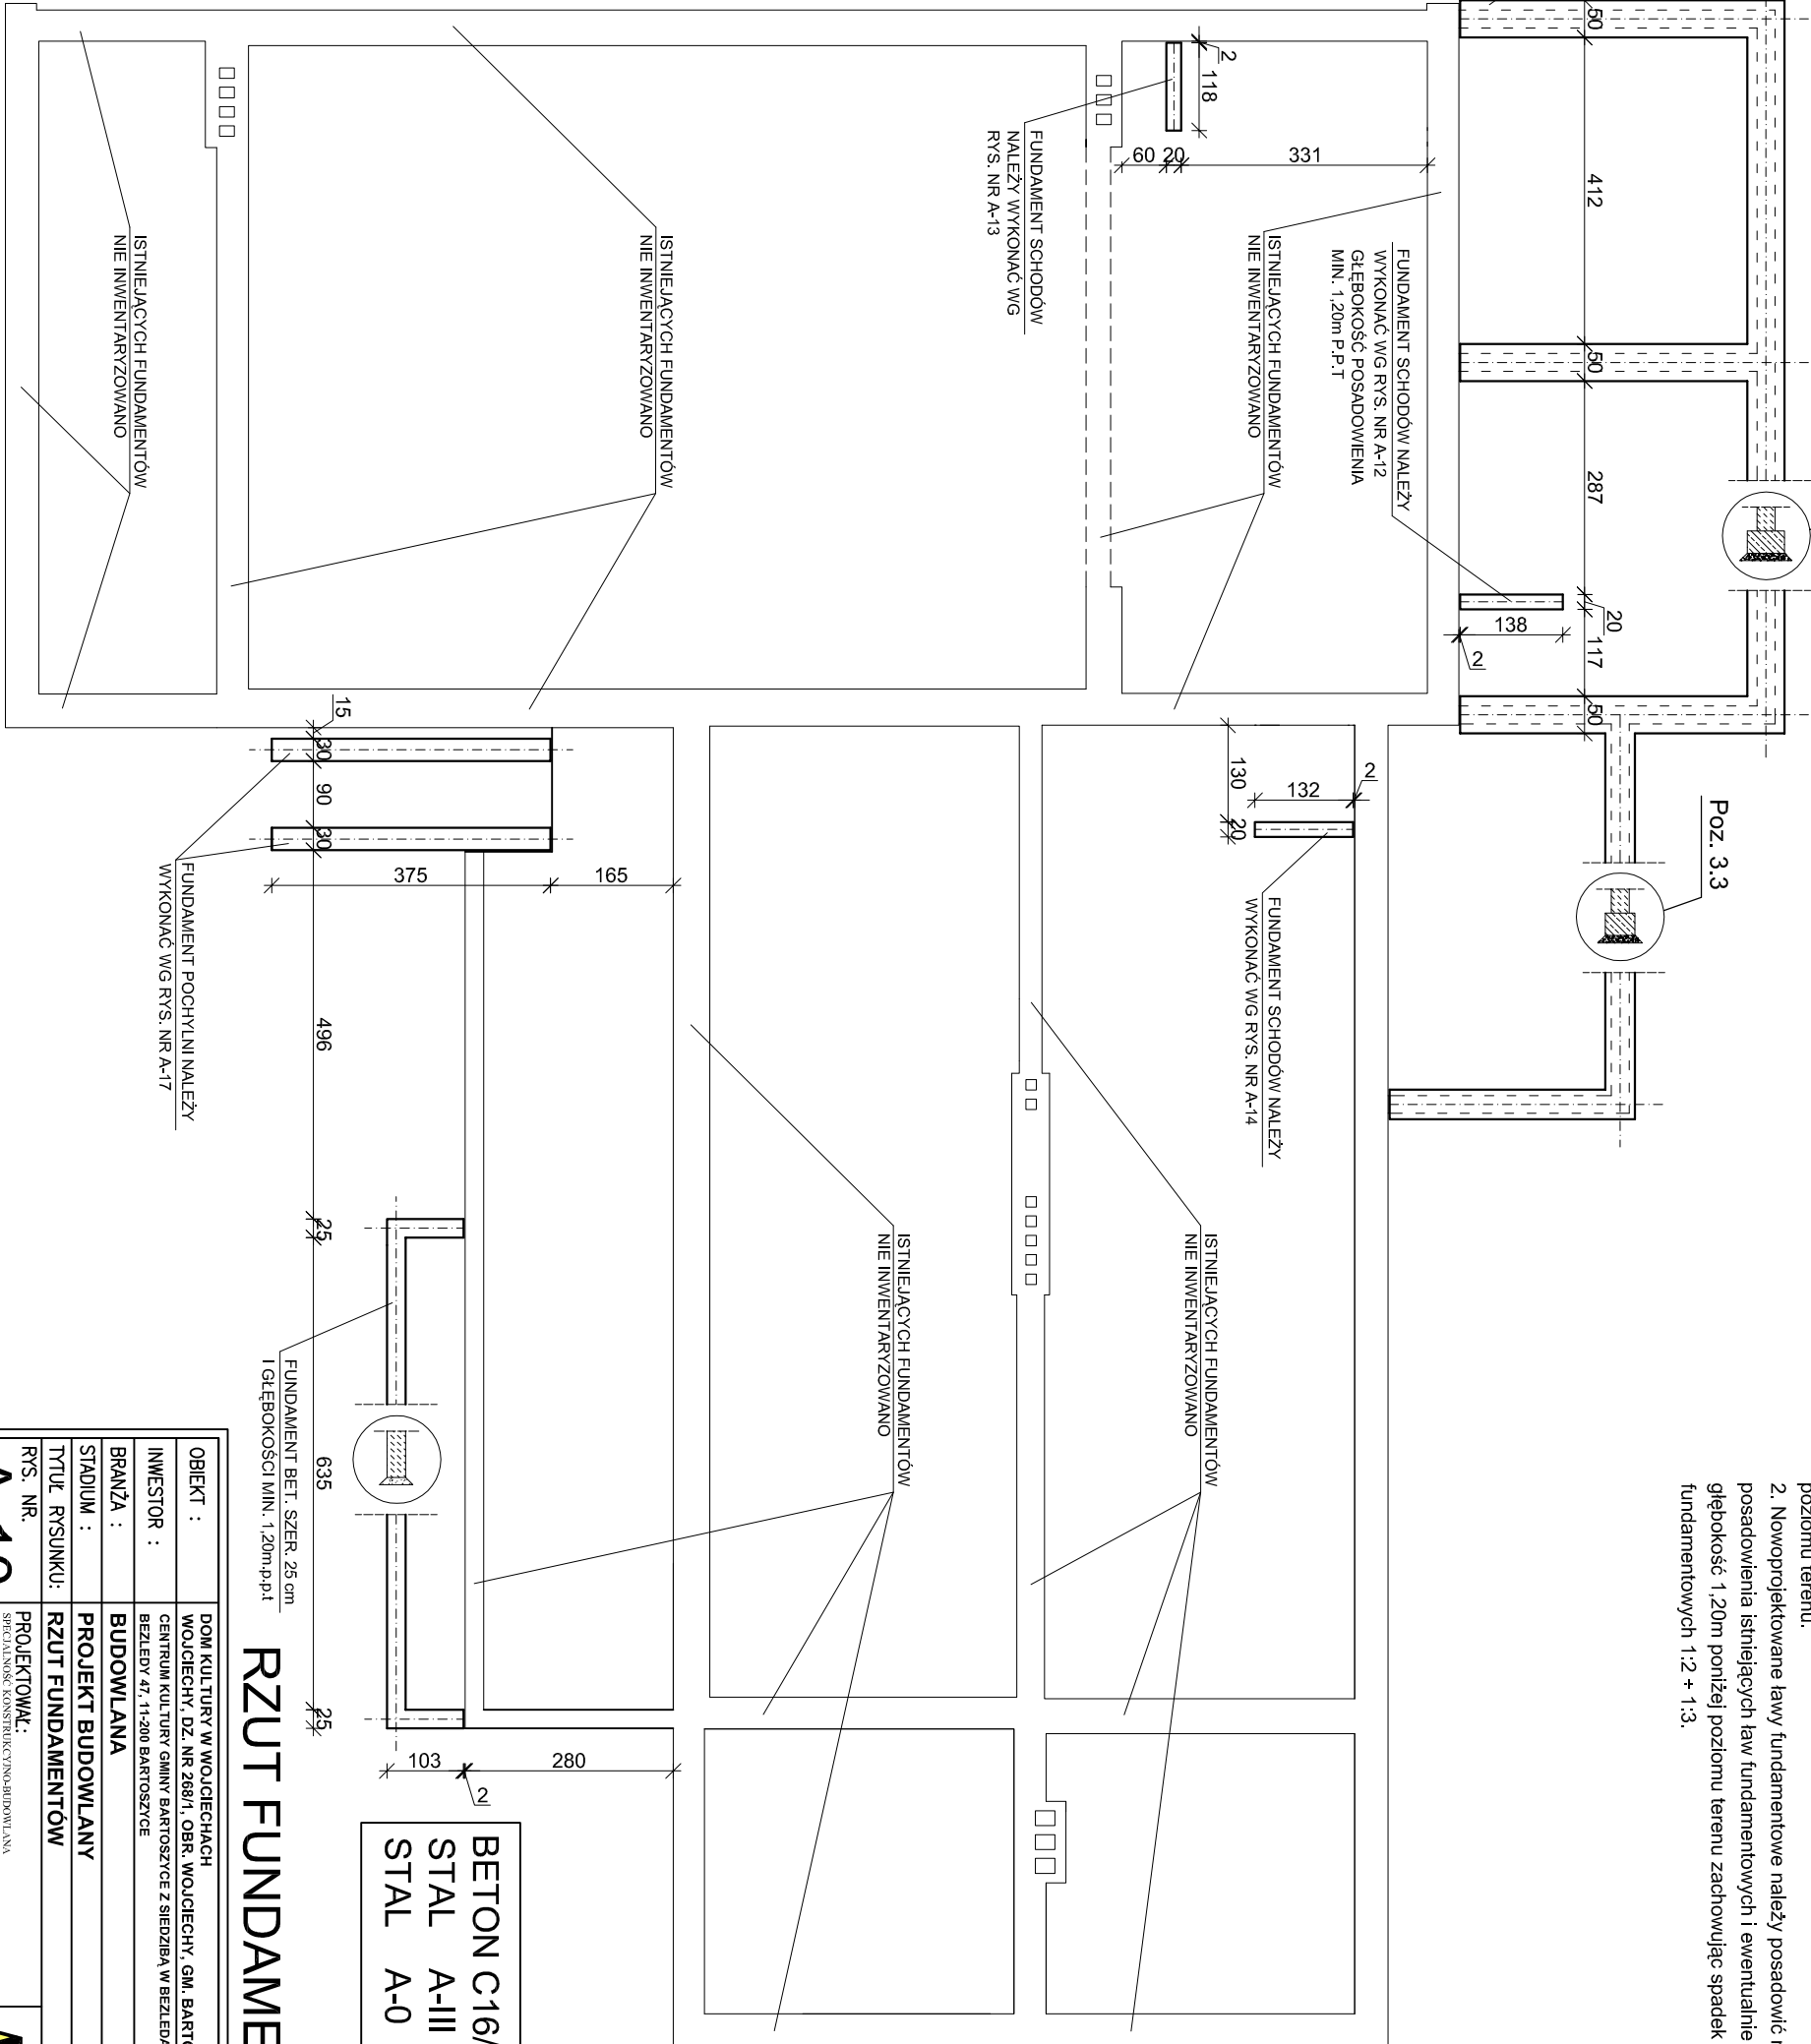 poziomu terenu.
2. Nowoprojektowane ławy fundamentowe należy posadowić
posadowienia istniejących ław fundamentowych i ewentualnie
głębokość 1,20m poniżej poziomu terenu zachowując spadek
fundamentowych 1:2 ÷ 1:3.
Poz. 3.3
50
412
50
287
20
117
50
138
2
FUNDAMENT SCHODÓW NALEŻY
WYKONAĆ WG RYS. NR A-12
GŁĘBOKOŚĆ POSADOWIENIA
MIN. 1,20m P.P.T
ISTNIEJĄCYCH FUNDAMENTÓW
NIE INWENTARYZOWANO
2
118
60
20
331
FUNDAMENT SCHODÓW
NALEŻY WYKONAĆ WG
RYS. NR A-13
ISTNIEJĄCYCH FUNDAMENTÓW
NIE INWENTARYZOWANO
ISTNIEJĄCYCH FUNDAMENTÓW
NIE INWENTARYZOWANO
2
132
130
20
FUNDAMENT SCHODÓW NALEŻY
WYKONAĆ WG RYS. NR A-14
ISTNIEJĄCYCH FUNDAMENTÓW
NIE INWENTARYZOWANO
ISTNIEJĄCYCH FUNDAMENTÓW
NIE INWENTARYZOWANO
15
30
90
30
496
25
635
25
375
165
FUNDAMENT POCHYLNI NALEŻY
WYKONAĆ WG RYS. NR A-17
FUNDAMENT BET. SZER. 25 cm
I GŁĘBOKOŚCI MIN. 1,20m.p.p.t
103
2
280
BETON C16/
STAL A-III
STAL A-0
RZUT FUNDAME
OBIEKT :
DOM KULTURY W WOJCIECHACH
WOJCIECHY, DZ. NR 268/1, OBR. WOJCIECHY, GM. BARTO
INWESTOR :
CENTRUM KULTURY GMINY BARTOSZYCE Z SIEDZIBĄ W BEZLEDA
BEZLEDY 47, 11-200 BARTOSZYCE
BRANŻA :
BUDOWLANA
STADIUM :
PROJEKT BUDOWLANY
TYTUŁ RYSUNKU:
RZUT FUNDAMENTÓW
RYS. NR.
PROJEKTOWAŁ:
SPECJALNOŚĆ KONSTRUKCYJNO-BUDOWLANA